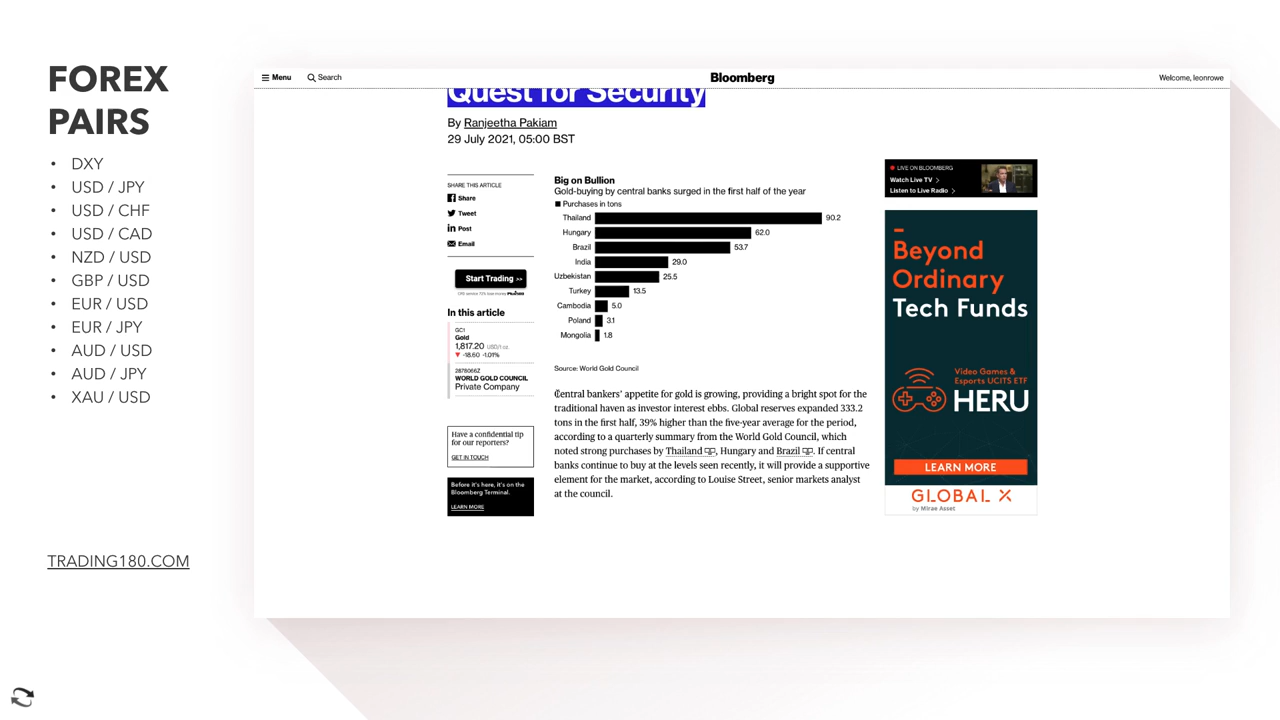 FOREX
PAIRS
• DXY
• USD / JPY
• USD / CHF
• USD / CAD
• NZD / USD
• GBP / USD
• EUR / USD
• EUR / JPY
• AUD / USD
• AUD / JPY
• XAU / USD
TRADING180.COM
Menu
Search
Bloomberg
Welcome, leonrowe
Quest for Security
By Ranjeetha Pakiam
29 July 2021, 05:00 BST
SHARE THIS ARTICLE
Share
Tweet
Post
Email
Start Trading >>
In this article
GC1
Gold
1,817.20 USD/t oz.
▼ -18.60 -1.01%
2878066Z
WORLD GOLD COUNCIL
Private Company
Have a confidential tip
for our reporters?
GET IN TOUCH
Before it's here, it's on the
Bloomberg Terminal.
LEARN MORE
Big on Bullion
Gold-buying by central banks surged in the first half of the year
■ Purchases in tons
Thailand 90.2
Hungary 62.0
Brazil 53.7
India 29.0
Uzbekistan 25.5
Turkey 13.5
Cambodia 5.0
Poland 3.1
Mongolia 1.8
Source: World Gold Council
Central bankers' appetite for gold is growing, providing a bright spot for the
traditional haven as investor interest ebbs. Global reserves expanded 333.2
tons in the first half, 39% higher than the five-year average for the period,
according to a quarterly summary from the World Gold Council, which
noted strong purchases by Thailand, Hungary and Brazil. If central
banks continue to buy at the levels seen recently, it will provide a supportive
element for the market, according to Louise Street, senior markets analyst
at the council.
LIVE ON BLOOMBERG
Watch Live TV >
Listen to Live Radio >
Beyond
Ordinary
Tech Funds
Video Games &
Esports UCITS ETF
HERU
LEARN MORE
GLOBAL X
by Mirae Asset